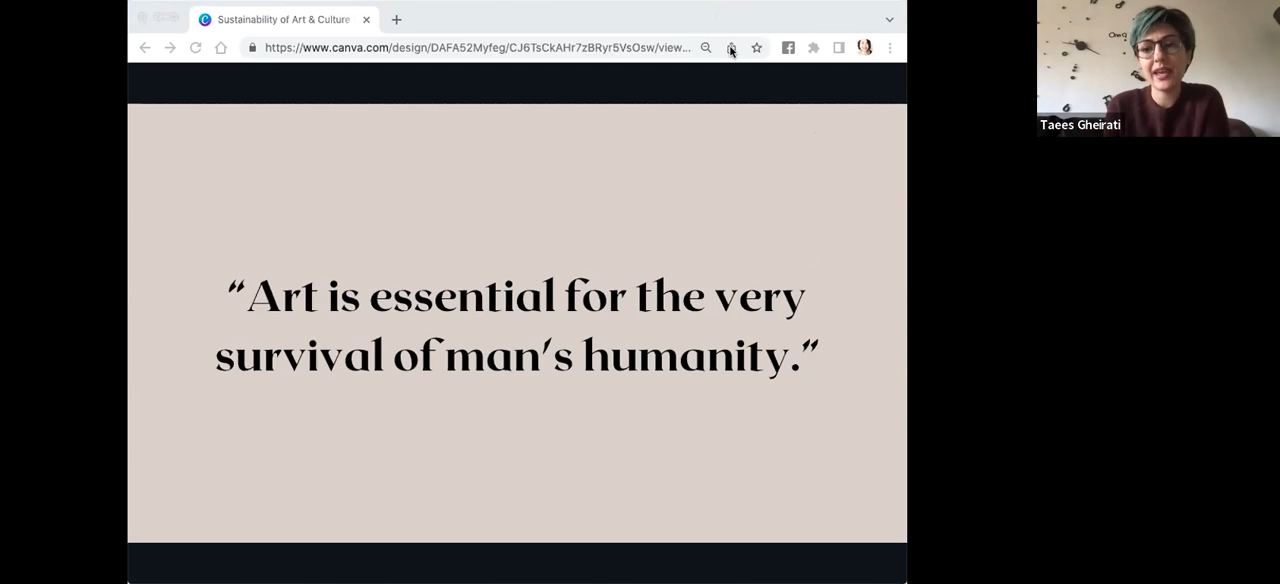 Sustainability of Art & Culture
https://www.canva.com/design/DAFA52Myfeg/CJ6TsCkAHr7zBRyr5VsOsw/view...
Taees Gheirati
“Art is essential for the very
survival of man's humanity.”